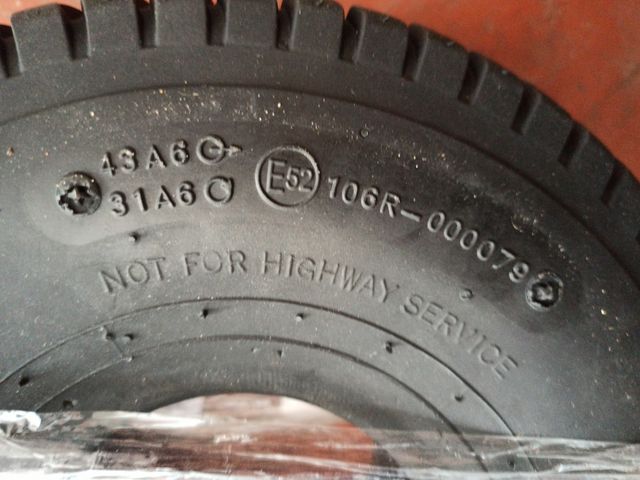 43A6
31A6
E52
106R-000079
NOT FOR HIGHWAY SERVICE